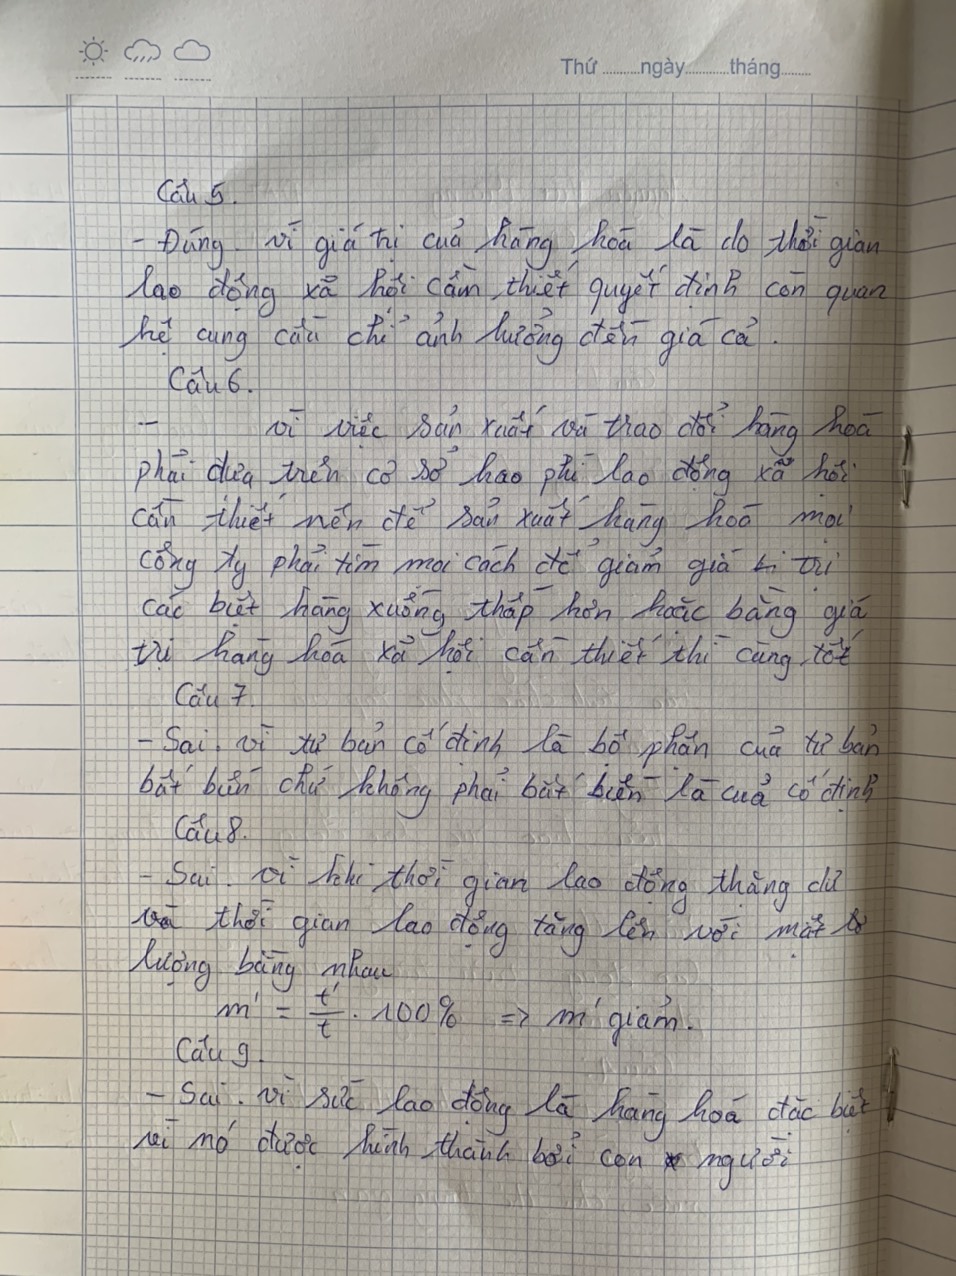 Thứ ......... ngày .......... tháng .......
Câu 5.
- Đúng. vì giá trị của hàng hoá là do thời gian
lao động xã hội cần thiết quyết định còn quan
hệ cung cầu chỉ ảnh hưởng đến giá cả.
Câu 6.
- vì việc sản xuất và trao đổi hàng hoá
phải dựa trên cơ sở hao phí lao động xã hội
cần thiết nên để sản xuất hàng hoá mọi
công ty phải tìm mọi cách để giảm giá trị
các biệt hàng xuống thấp hơn hoặc bằng giá
trị hàng hóa xã hội cần thiết thì càng tốt
Câu 7.
- Sai. vì tư bản cố định là bộ phận của tư bản
bất biến chứ không phải bất biến là của cố định
Câu 8.
- Sai. vì khi thời gian lao động thặng dư
và thời gian lao động tăng lên với một
lượng bằng nhau
m' = t'/t . 100% => m' giảm.
Câu 9.
- Sai. vì sức lao động là hàng hoá đặc biệt
vì nó được hình thành bởi con người